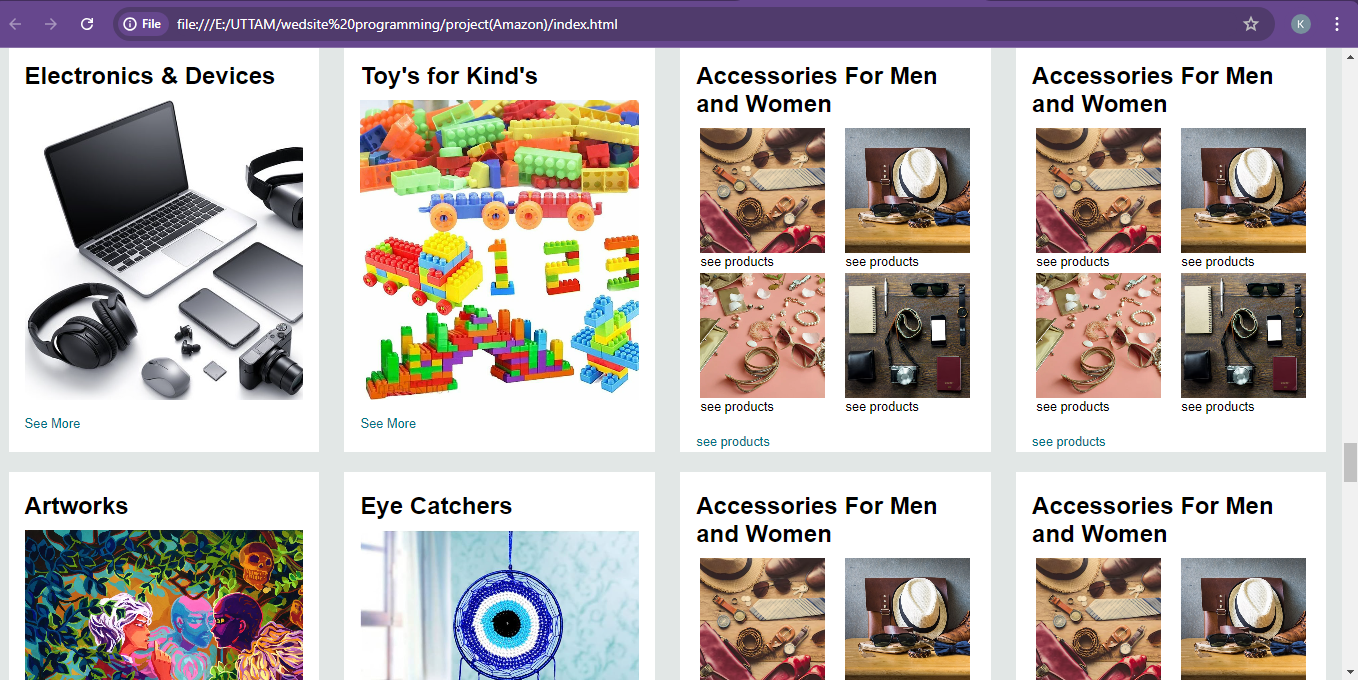 File file:///E:/UTTAM/wedsite%20programming/project(Amazon)/index.html K
Electronics & Devices
See More
Toy's for Kind's
See More
Accessories For Men
and Women
see products see products
see products see products
see products
Accessories For Men
and Women
see products see products
see products see products
see products
Artworks
Eye Catchers
Accessories For Men
and Women
Accessories For Men
and Women